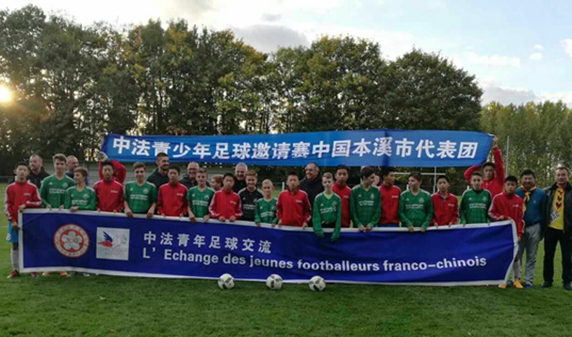 中法青少年足球邀请赛中国本溪市代表团
中法青年足球交流
L' Echange des jeunes footballeurs franco-chinois